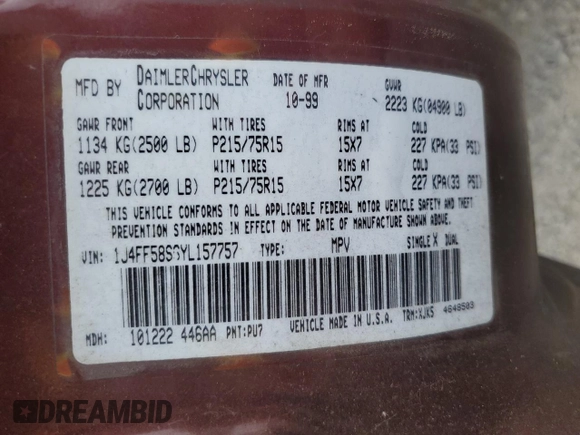 MFD BY DAIMLERCHRYSLER CORPORATION DATE OF MFR 10-99 GVWR 2223 KG(04900 LB)
GAWR FRONT WITH TIRES RIMS AT COLD
1134 KG(2500 LB) P215/75R15 15X7 227 KPA(33 PSI)
GAWR REAR WITH TIRES RIMS AT COLD
1225 KG(2700 LB) P215/75R15 15X7 227 KPA(33 PSI)
THIS VEHICLE CONFORMS TO ALL APPLICABLE FEDERAL MOTOR VEHICLE SAFETY AND THEFT
PREVENTION STANDARDS IN EFFECT ON THE DATE OF MANUFACTURE SHOWN ABOVE.
VIN: TYPE: MPV SINGLE X DUAL
MDH: 101222 446AA PNT:PU7 VEHICLE MADE IN U.S.A. TRM:XJK5 4648503
DREAMBID